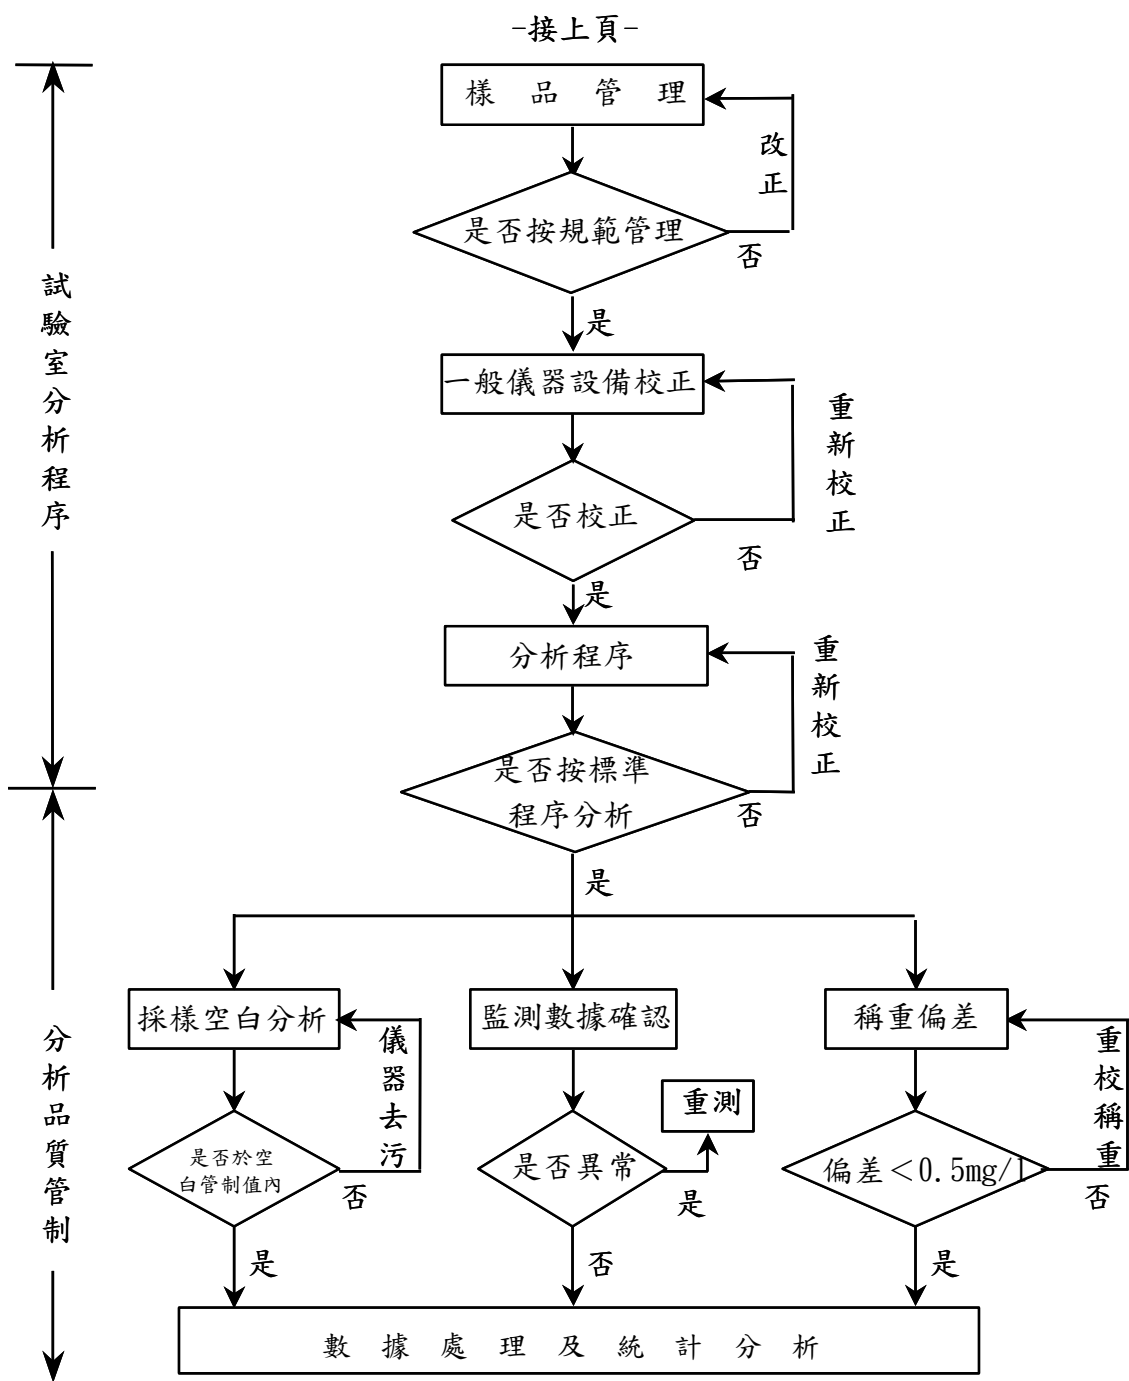 -接上頁-
樣品管理
改正
是否按規範管理
否
是
試驗室分析程序
一般儀器設備校正
重新校正
是否校正
否
是
分析程序
重新校正
是否按標準
程序分析
否
是
分析品質管制
採樣空白分析
儀器去污
是否於空
白管制值內
否
是
監測數據確認
重測
是否異常
是
否
稱重偏差
重校稱重
偏差＜0.5mg/l
否
是
數據處理及統計分析